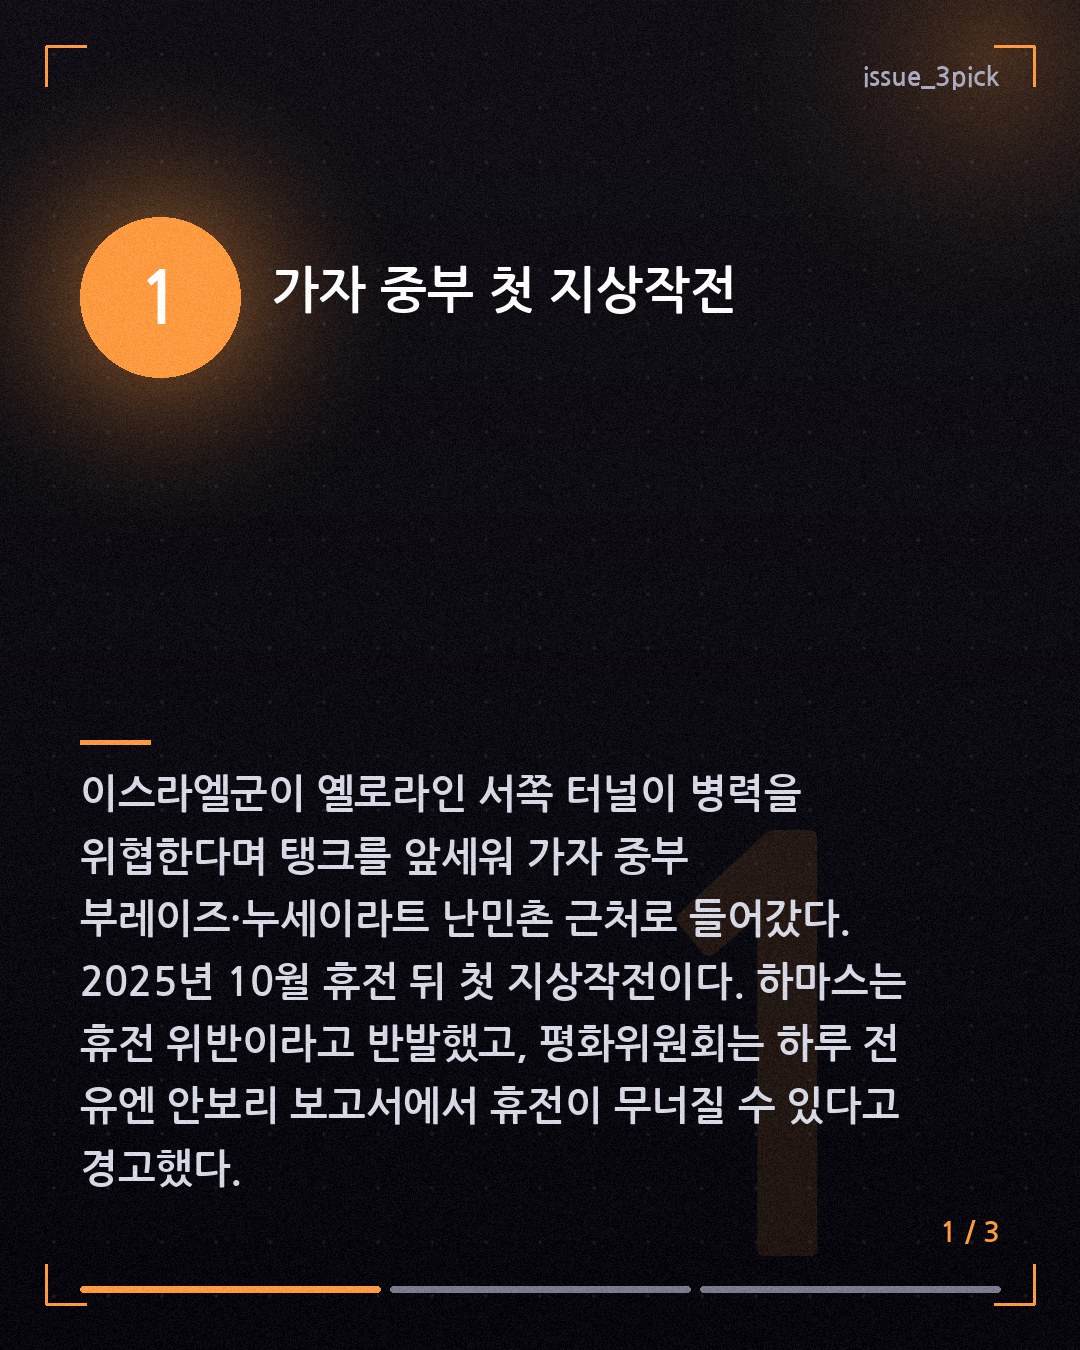 issue_3pick
1
가자 중부 첫 지상작전
이스라엘군이 옐로라인 서쪽 터널이 병력을
위협한다며 탱크를 앞세워 가자 중부
부레이즈·누세이라트 난민촌 근처로 들어갔다.
2025년 10월 휴전 뒤 첫 지상작전이다. 하마스는
휴전 위반이라고 반발했고, 평화위원회는 하루 전
유엔 안보리 보고서에서 휴전이 무너질 수 있다고
경고했다.
1
1 / 3